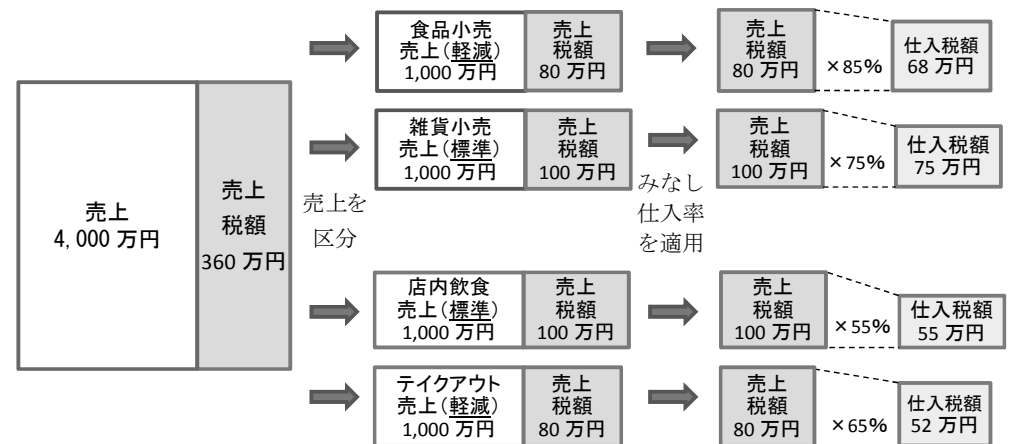 売上
4,000 万円
売上
税額
360 万円
売上を
区分
食品小売
売上(軽減)
1,000 万円
売上
税額
80 万円
売上
税額
80 万円
×85%
仕入税額
68 万円
雑貨小売
売上(標準)
1,000 万円
売上
税額
100 万円
みなし
仕入率
を適用
売上
税額
100 万円
×75%
仕入税額
75 万円
店内飲食
売上(標準)
1,000 万円
売上
税額
100 万円
売上
税額
100 万円
×55%
仕入税額
55 万円
テイクアウト
売上(軽減)
1,000 万円
売上
税額
80 万円
売上
税額
80 万円
×65%
仕入税額
52 万円